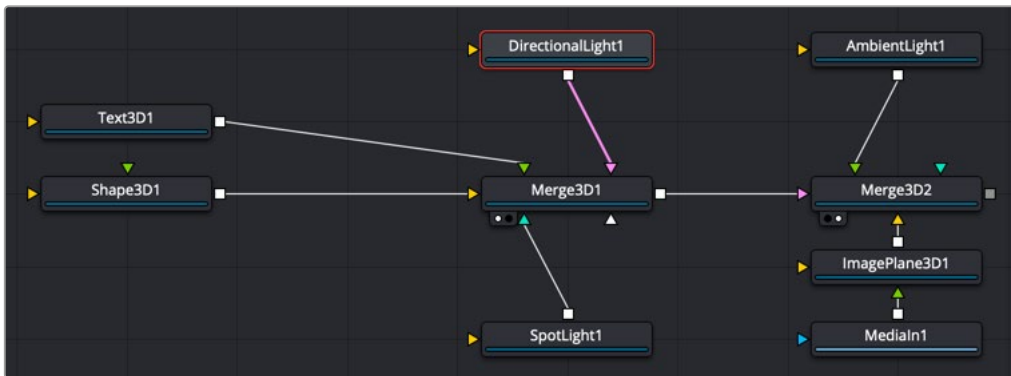 DirectionalLight1
AmbientLight1
Text3D1
Shape3D1
Merge3D1
Merge3D2
ImagePlane3D1
SpotLight1
MediaIn1